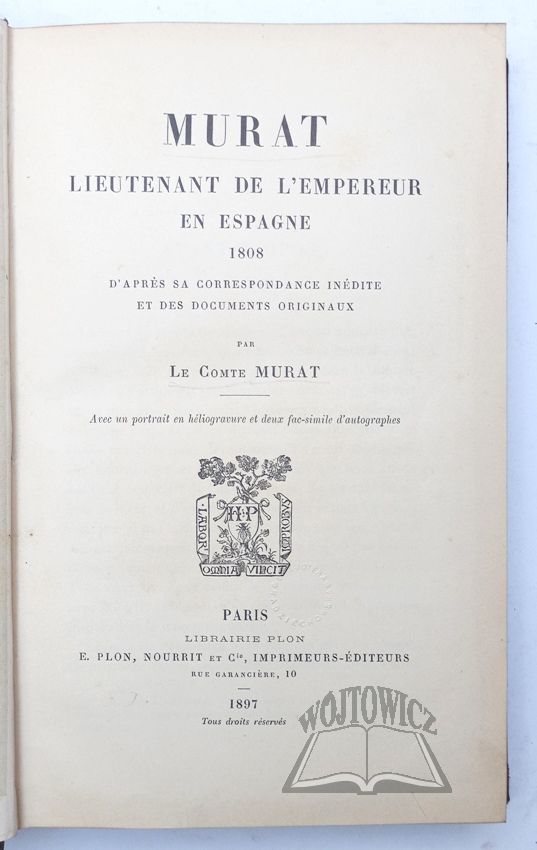 MURAT
LIEUTENANT DE L'EMPEREUR
EN ESPAGNE
1808
D'APRÈS SA CORRESPONDANCE INÉDITE
ET DES DOCUMENTS ORIGINAUX
PAR
LE COMTE MURAT
Avec un portrait en héliogravure et deux fac-simile d'autographes
LABOR
H P
IMPROBUS
OMNIA VINCIT
PARIS
LIBRAIRIE PLON
E. PLON, NOURRIT ET Cie, IMPRIMEURS-ÉDITEURS
RUE GARANCIÈRE, 10
1897
Tous droits réservés
WÓJTOWICZ